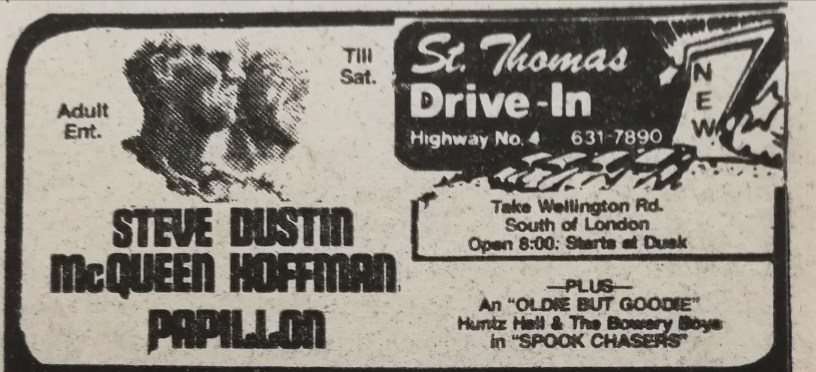 Adult
Ent.
Till
Sat.
STEVE DUSTIN
McQUEEN HOFFMAN
PAPILLON
St. Thomas
Drive-In
Highway No. 4 631-7890
NEW
Take Wellington Rd.
South of London
Open 8:00; Starts at Dusk
—PLUS—
An "OLDIE BUT GOODIE"
Huntz Hall & The Bowery Boys
in "SPOOK CHASERS"